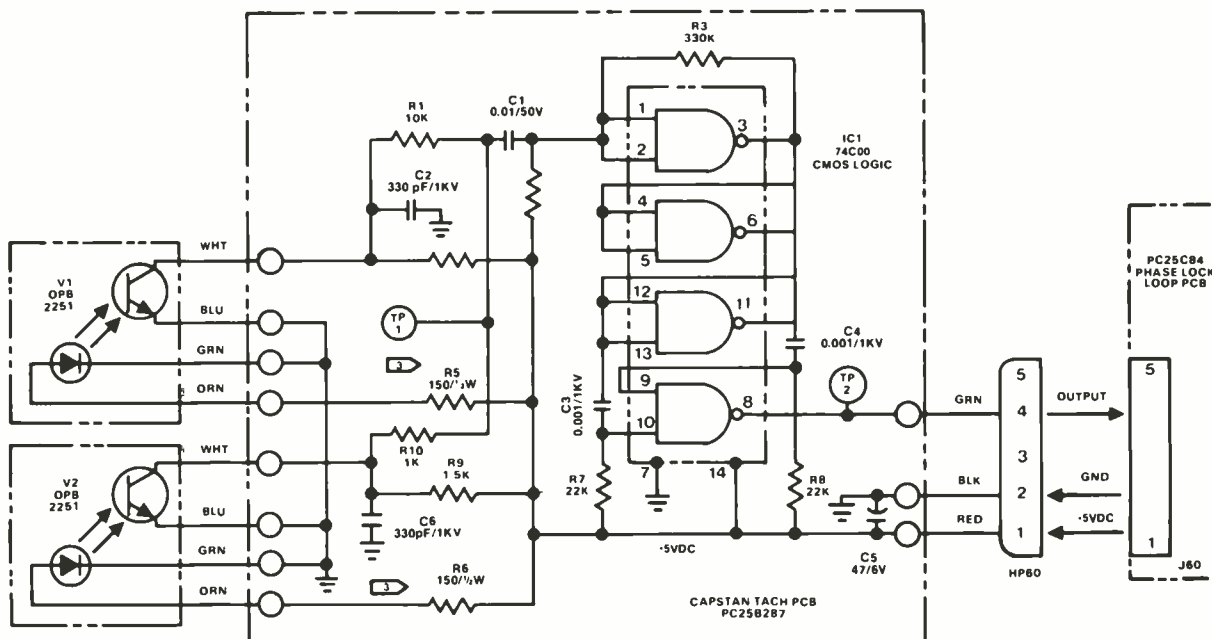 R3
330K
C1
0.01/50V
R1
10K
1
2
3
IC1
74C00
CMOS LOGIC
C2
330 pF/1KV
4
5
6
WHT
V1
OPB
2251
BLU
GRN
ORN
TP
1
3
R5
150/½W
12
13
11
C4
0.001/1KV
PC25C84
PHASE LOCK
LOOP PCB
C3
0.001/1KV
9
10
8
TP
2
GRN
5
4
3
2
1
OUTPUT
5
WHT
R10
1K
R9
1.5K
V2
OPB
2251
BLU
GRN
ORN
C6
330pF/1KV
R7
22K
7
14
R8
22K
BLK
GND
RED
+5VDC
1
+5VDC
C5
47/6V
HP60
J60
3
R6
150/½W
CAPSTAN TACH PCB
PC25B287